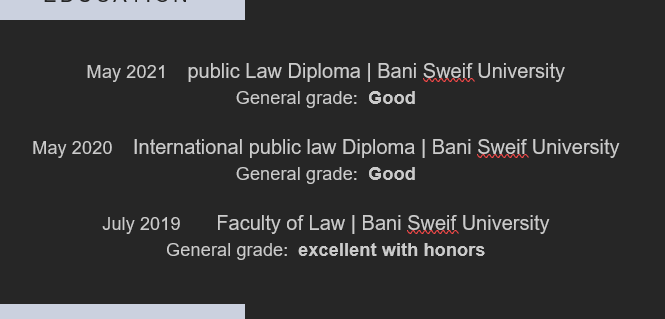 EDUCATION
May 2021 public Law Diploma | Bani Sweif University
General grade: Good
May 2020 International public law Diploma | Bani Sweif University
General grade: Good
July 2019 Faculty of Law | Bani Sweif University
General grade: excellent with honors